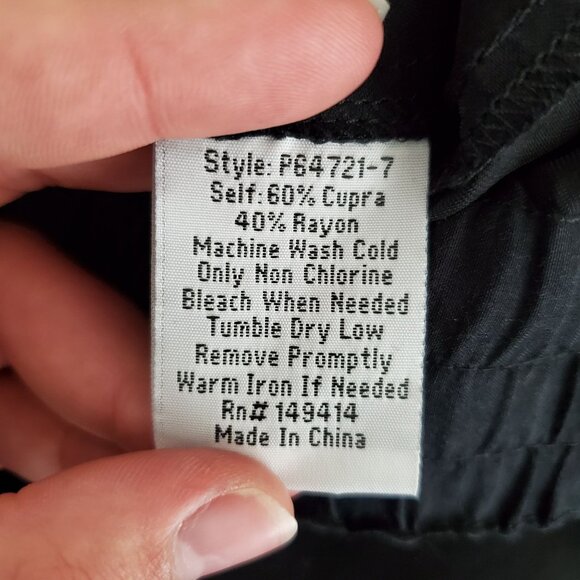 Style: P64721-7
Self: 60% Cupra
40% Rayon
Machine Wash Cold
Only Non Chlorine
Bleach When Needed
Tumble Dry Low
Remove Promptly
Warm Iron If Needed
Rn# 149414
Made In China